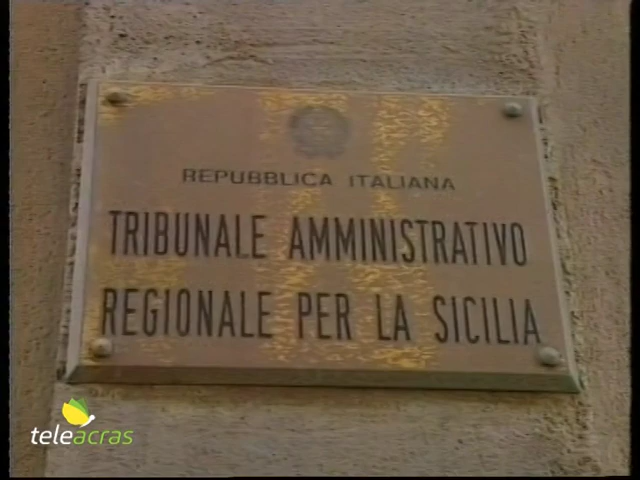 REPUBBLICA ITALIANA
TRIBUNALE AMMINISTRATIVO
REGIONALE PER LA SICILIA
teleacras